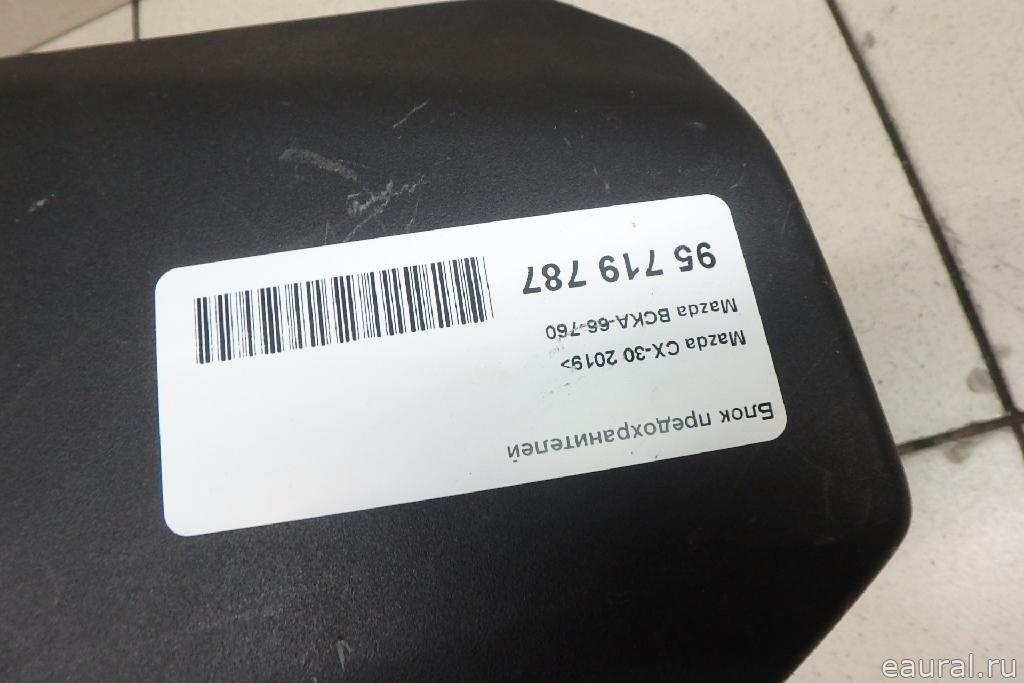 Блок предохранителей
Mazda CX-30 2019>
Mazda BCKA-66-760
95 719 787
eaural.ru